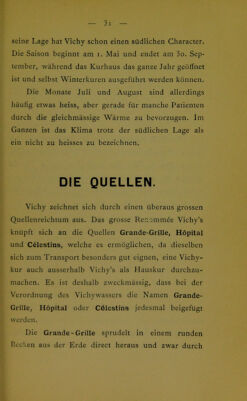 — 31 —
seine Lage hat Vichy schon einen südlichen Character.
Die Saison beginnt am 1. Mai und endet am 30. Sep-
tember, während das Kurhaus das ganze Jahr geöffnet
ist und selbst Winterkuren ausgeführt werden können.
Die Monate Juli und August sind allerdings
häufig etwas heiss, aber gerade für manche Patienten
durch die gleichmässige Wärme zu bevorzugen. Im
Ganzen ist das Klima trotz der südlichen Lage als
ein nicht zu heisses zu bezeichnen.
DIE QUELLEN.
Vichy zeichnet sich durch einen überaus grossen
Quellenreichtum aus. Das grosse Renommée Vichy's
knüpft sich an die Quellen Grande-Grille, Hôpital
und Célestins, welche es ermöglichen, da dieselben
sich zum Transport besonders gut eignen, eine Vichy-
kur auch ausserhalb Vichy's als Hauskur durchzu-
machen. Es ist deshalb zweckmässig, dass bei der
Verordnung des Vichywassers die Namen Grande-
Grille, Hôpital oder Célestins jedesmal beigefügt
werden.
Die Grande-Grille sprudelt in einem runden
Becken aus der Erde direct heraus und zwar durch